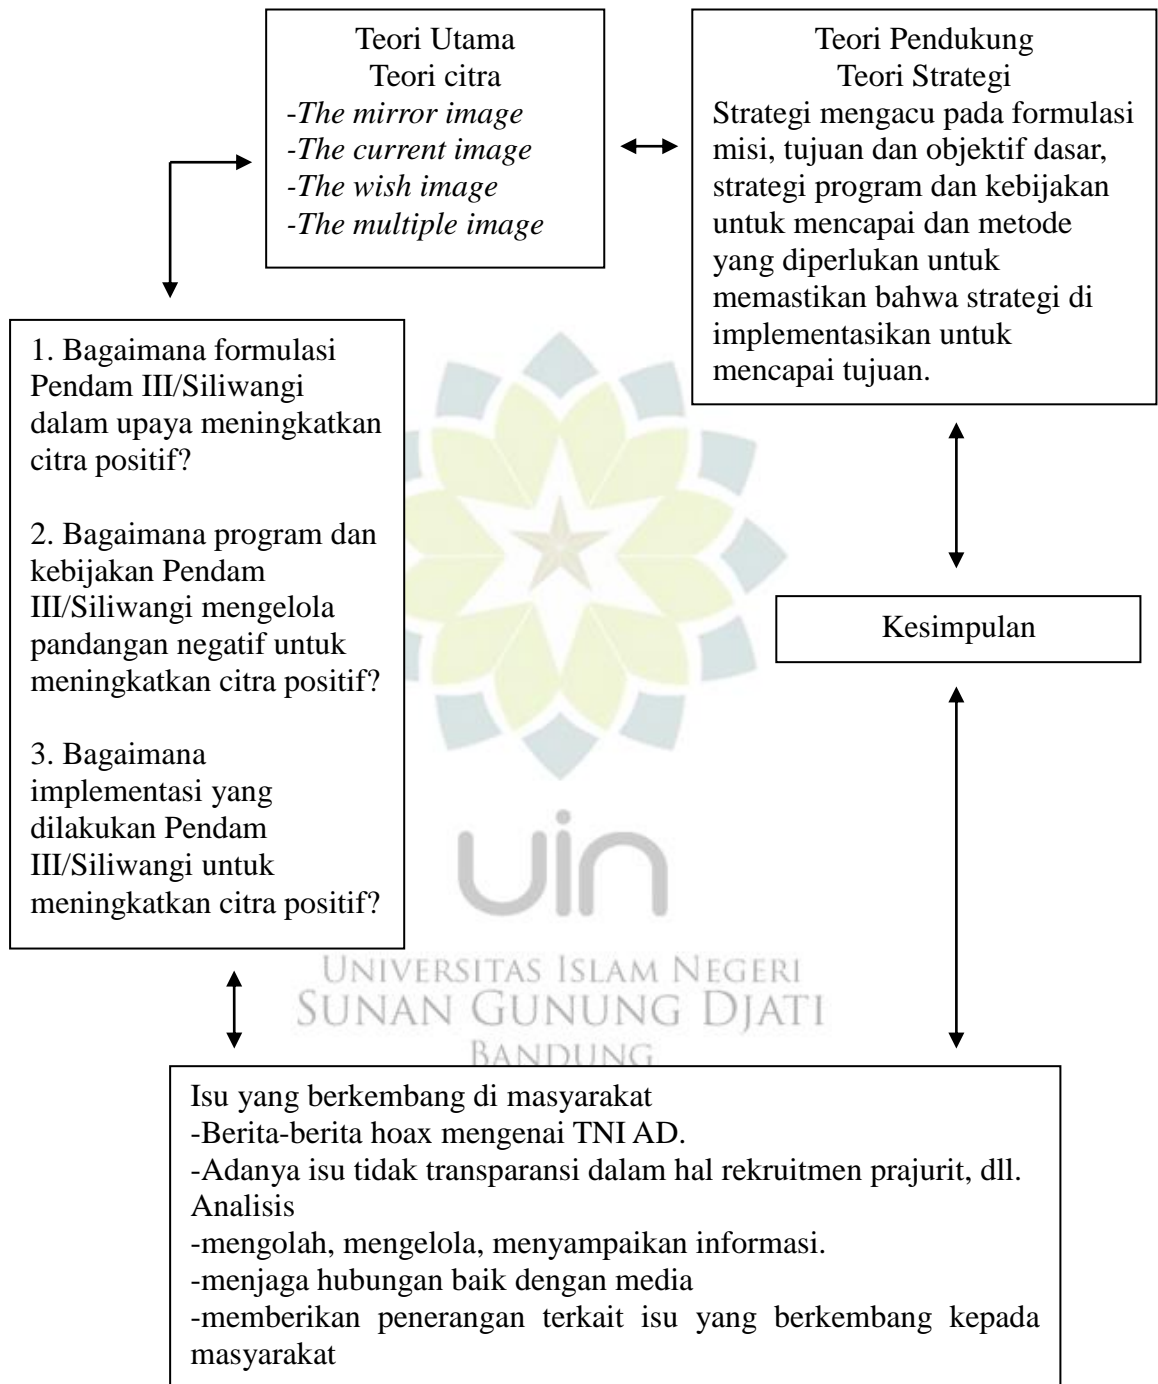 Teori Utama
Teori citra
-The mirror image
-The current image
-The wish image
-The multiple image
Teori Pendukung
Teori Strategi
Strategi mengacu pada formulasi
misi, tujuan dan objektif dasar,
strategi program dan kebijakan
untuk mencapai dan metode
yang diperlukan untuk
memastikan bahwa strategi di
implementasikan untuk
mencapai tujuan.
1. Bagaimana formulasi
Pendam III/Siliwangi
dalam upaya meningkatkan
citra positif?
2. Bagaimana program dan
kebijakan Pendam
III/Siliwangi mengelola
pandangan negatif untuk
meningkatkan citra positif?
3. Bagaimana
implementasi yang
dilakukan Pendam
III/Siliwangi untuk
meningkatkan citra positif?
Kesimpulan
uin
UNIVERSITAS ISLAM NEGERI
SUNAN GUNUNG DJATI
BANDUNG
Isu yang berkembang di masyarakat
-Berita-berita hoax mengenai TNI AD.
-Adanya isu tidak transparansi dalam hal rekruitmen prajurit, dll.
Analisis
-mengolah, mengelola, menyampaikan informasi.
-menjaga hubungan baik dengan media
-memberikan penerangan terkait isu yang berkembang kepada
masyarakat